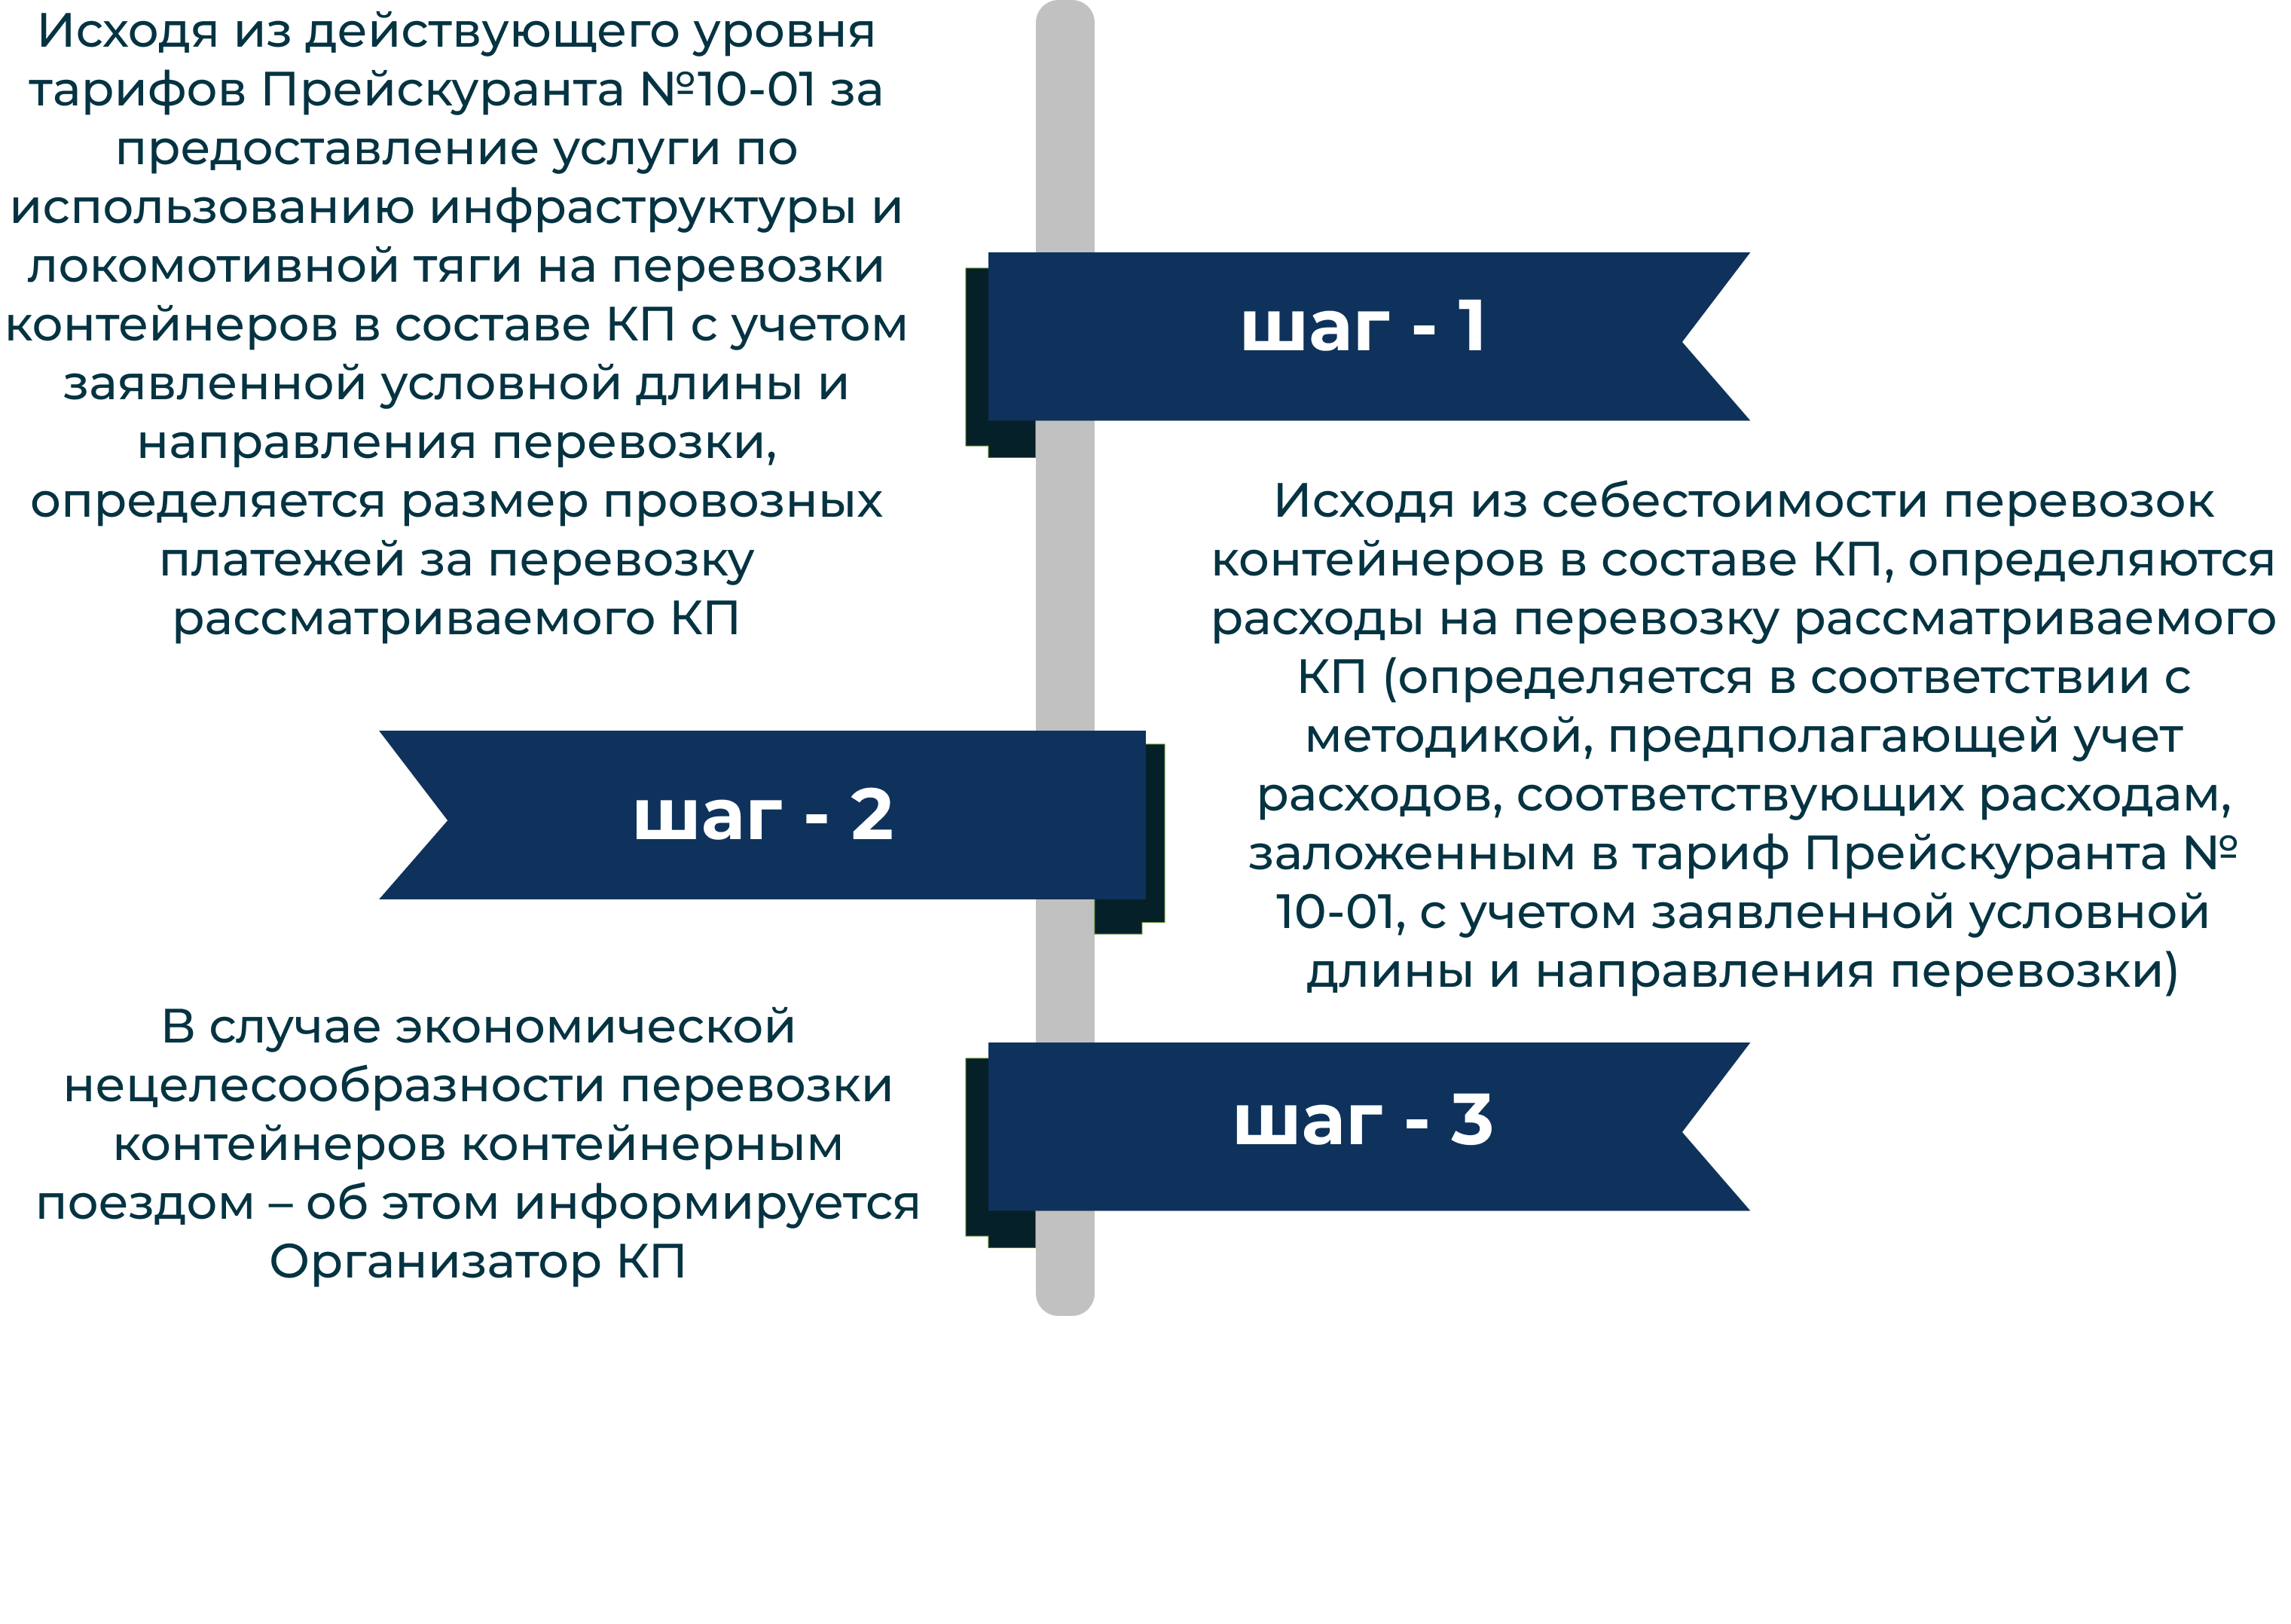 Исходя из действующего уровня
тарифов Прейскуранта №10-01 за
предоставление услуги по
использованию инфраструктуры и
локомотивной тяги на перевозки
контейнеров в составе КП с учетом
заявленной условной длины и
направления перевозки,
определяется размер провозных
платежей за перевозку
рассматриваемого КП
шаг - 1
Исходя из себестоимости перевозок
контейнеров в составе КП, определяются
расходы на перевозку рассматриваемого
КП (определяется в соответствии с
методикой, предполагающей учет
расходов, соответствующих расходам,
заложенным в тариф Прейскуранта №
10-01, с учетом заявленной условной
длины и направления перевозки)
шаг - 2
В случае экономической
нецелесообразности перевозки
контейнеров контейнерным
поездом – об этом информируется
Организатор КП
шаг - 3